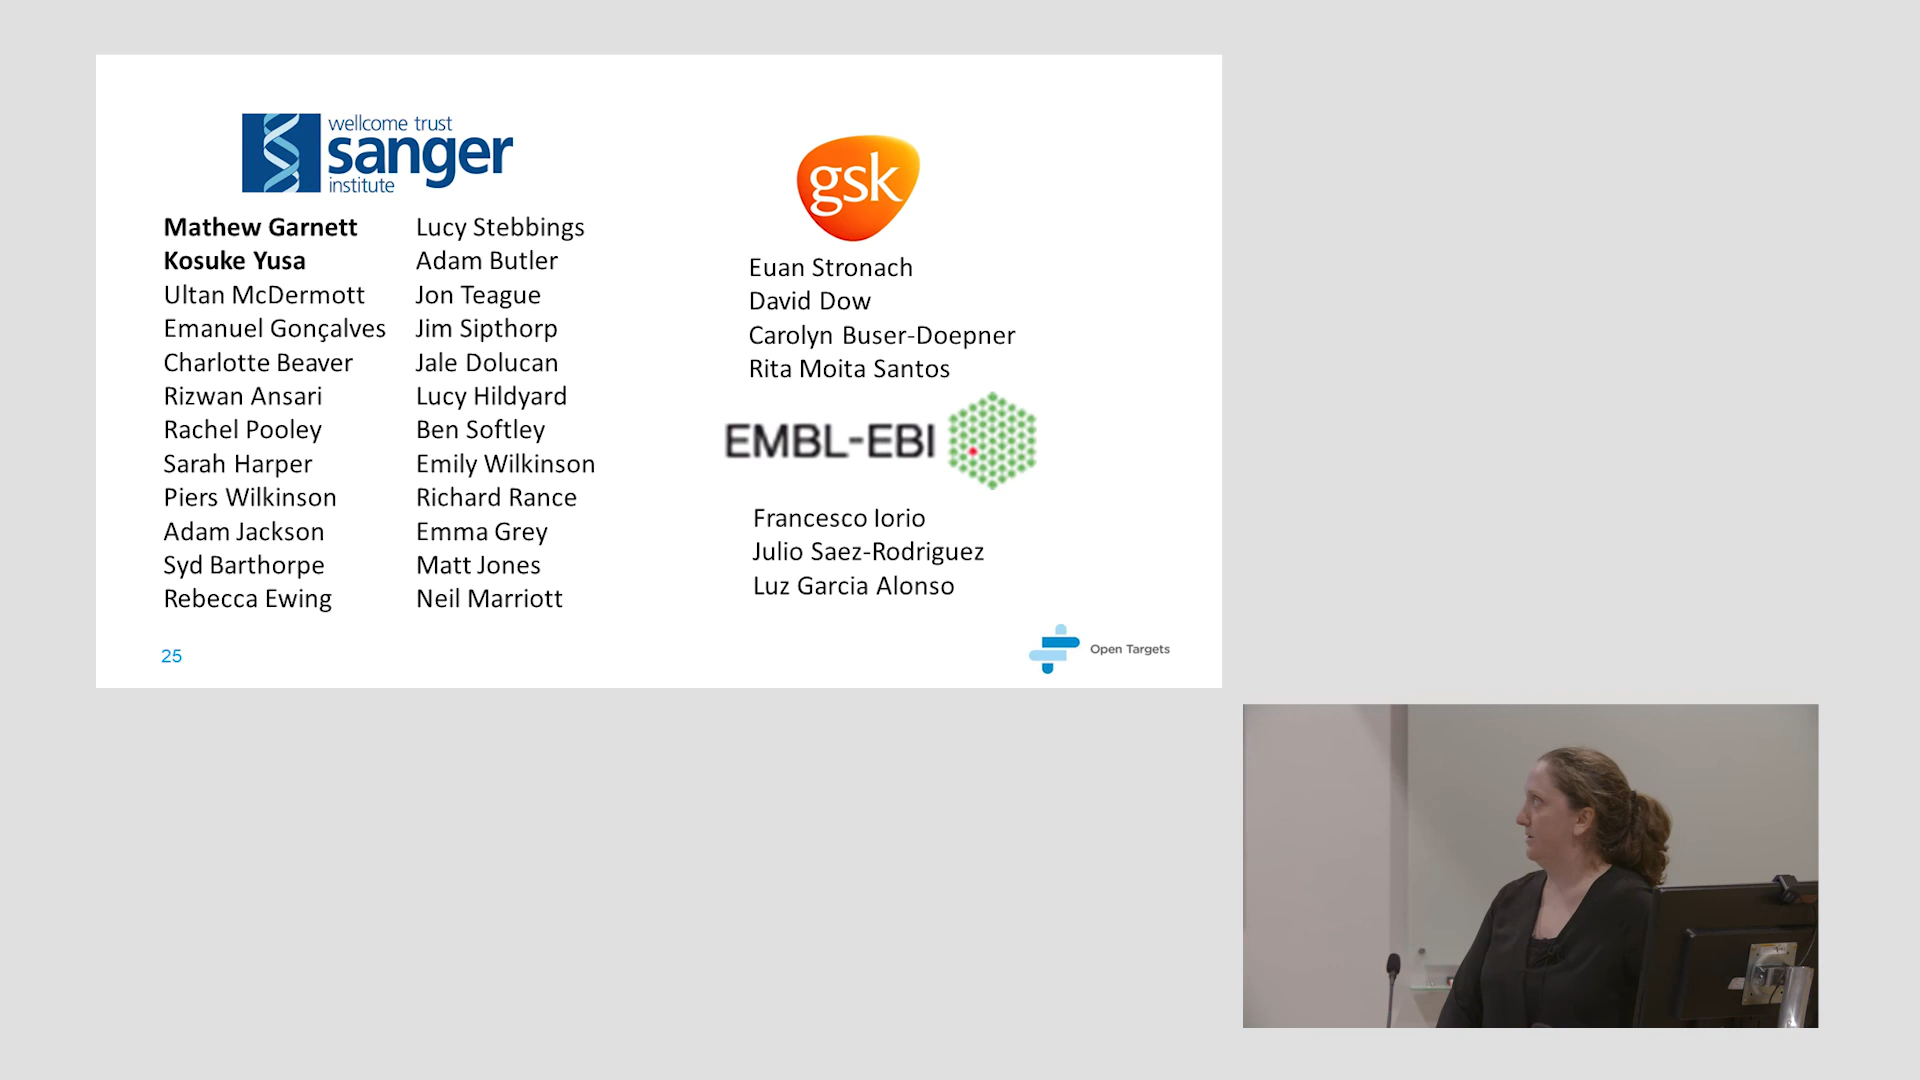 wellcome trust
sanger
institute
Mathew Garnett
Kosuke Yusa
Ultan McDermott
Emanuel Gonçalves
Charlotte Beaver
Rizwan Ansari
Rachel Pooley
Sarah Harper
Piers Wilkinson
Adam Jackson
Syd Barthorpe
Rebecca Ewing
Lucy Stebbings
Adam Butler
Jon Teague
Jim Sipthorp
Jale Dolucan
Lucy Hildyard
Ben Softley
Emily Wilkinson
Richard Rance
Emma Grey
Matt Jones
Neil Marriott
gsk
Euan Stronach
David Dow
Carolyn Buser-Doepner
Rita Moita Santos
EMBL-EBI
Francesco Iorio
Julio Saez-Rodriguez
Luz Garcia Alonso
25
Open Targets